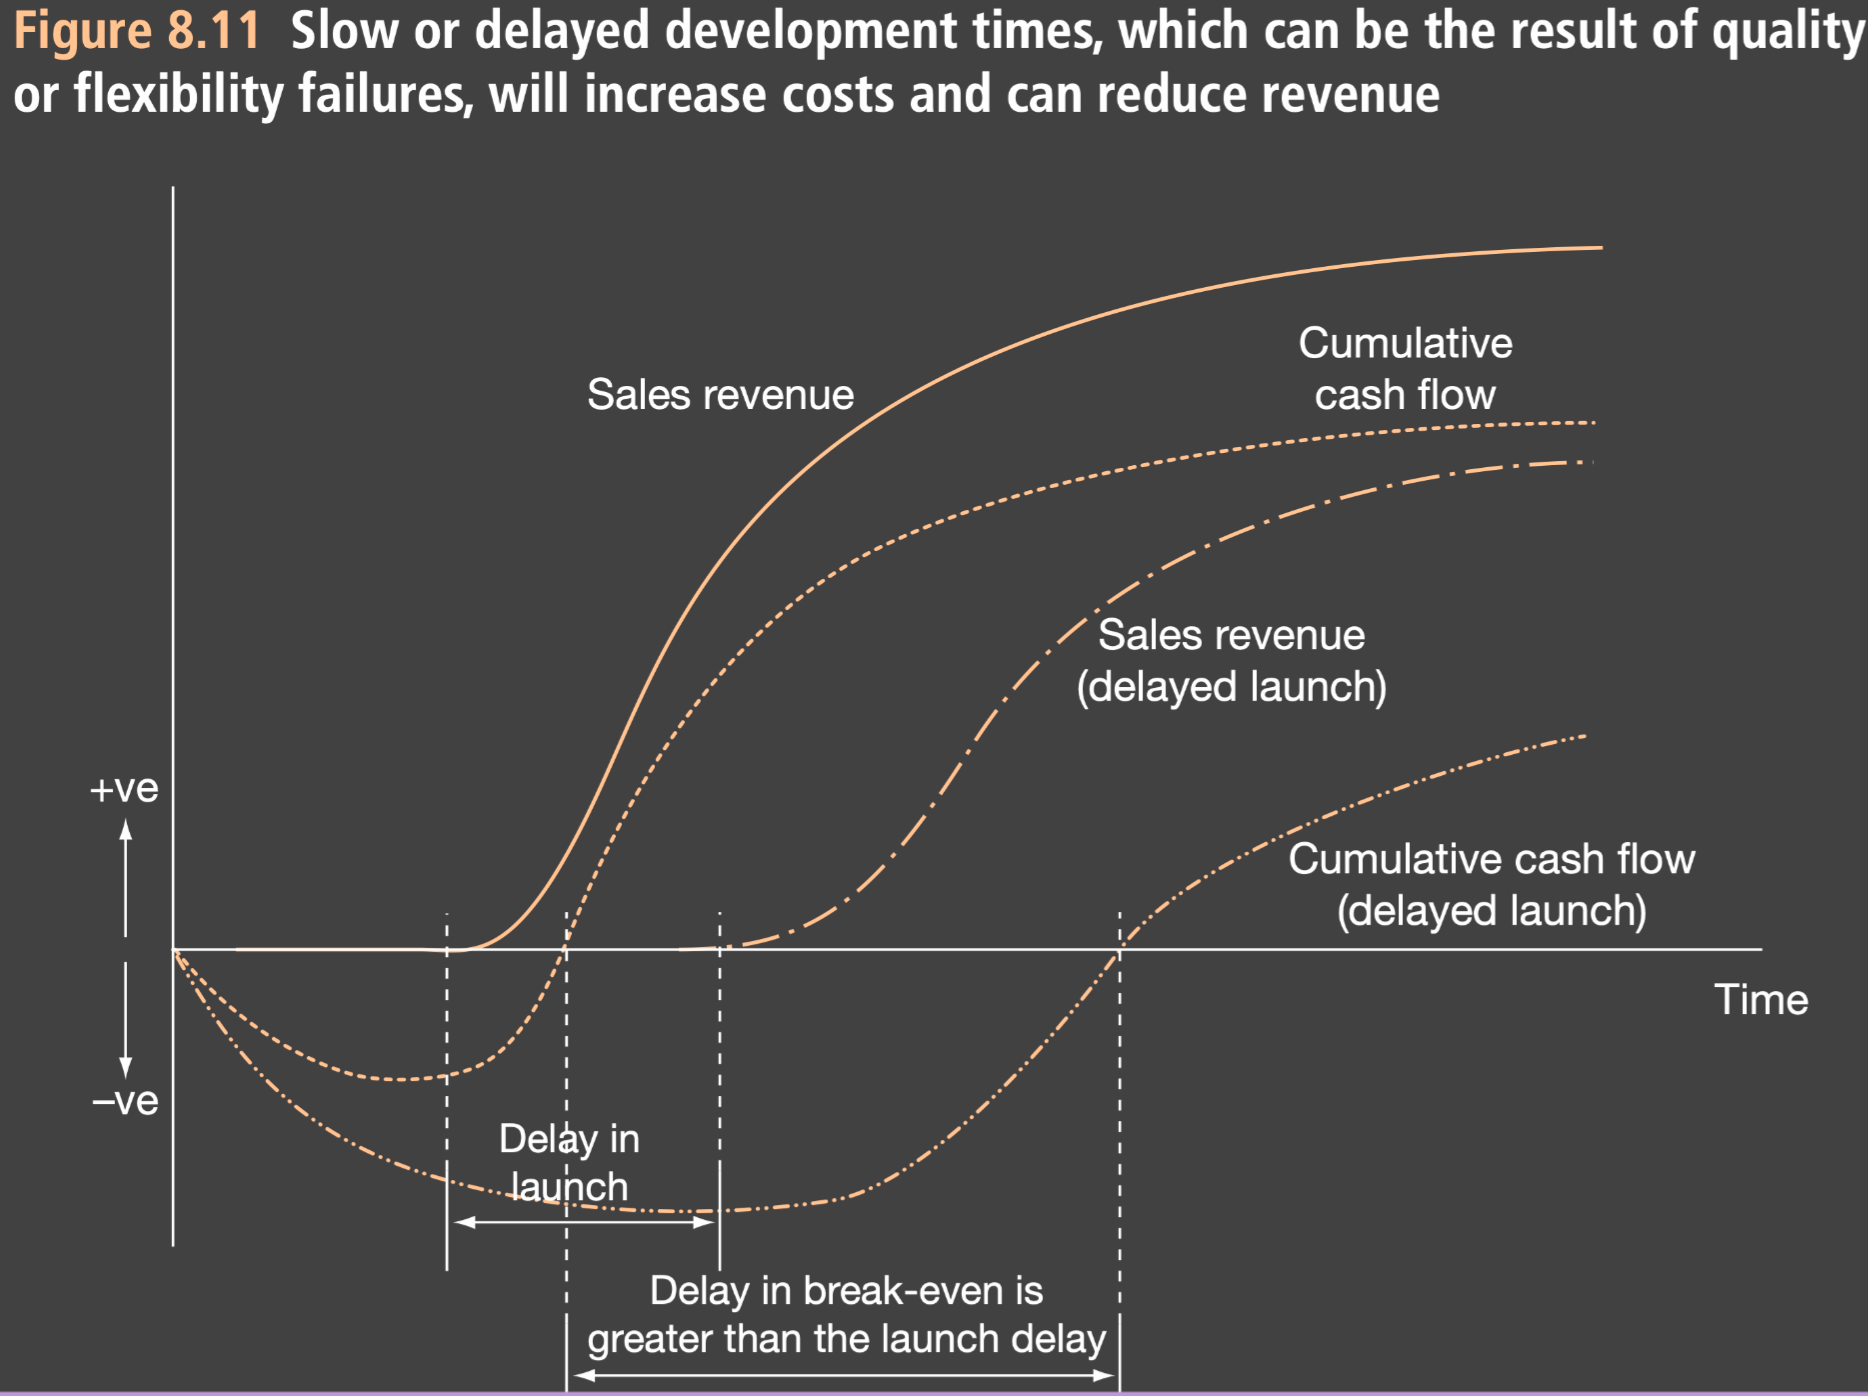 Figure 8.11 Slow or delayed development times, which can be the result of quality
or flexibility failures, will increase costs and can reduce revenue
Cumulative
cash flow
Sales revenue
Sales revenue
(delayed launch)
+ve
Cumulative cash flow
(delayed launch)
Time
–ve
Delay in
launch
Delay in break-even is
greater than the launch delay